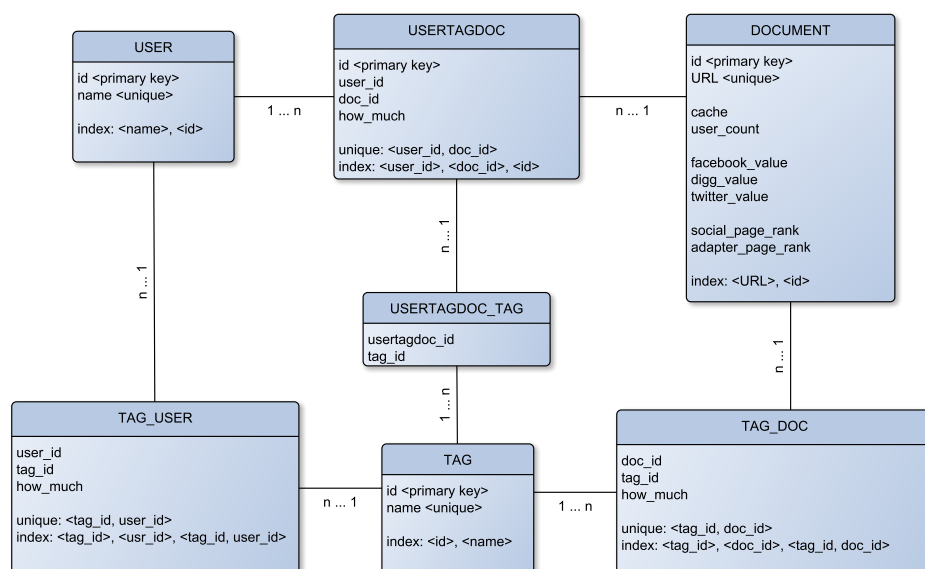 USER
id <primary key>
name <unique>
index: <name>, <id>
1 ... n
USERTAGDOC
id <primary key>
user_id
doc_id
how_much
unique: <user_id, doc_id>
index: <user_id>, <doc_id>, <id>
n ... 1
DOCUMENT
id <primary key>
URL <unique>
cache
user_count
facebook_value
digg_value
twitter_value
social_page_rank
adapter_page_rank
index: <URL>, <id>
n ... 1
n ... 1
USERTAGDOC_TAG
usertagdoc_id
tag_id
n ... 1
1 ... n
TAG_USER
user_id
tag_id
how_much
unique: <tag_id, user_id>
index: <tag_id>, <usr_id>, <tag_id, user_id>
n ... 1
TAG
id <primary key>
name <unique>
index: <id>, <name>
1 ... n
TAG_DOC
doc_id
tag_id
how_much
unique: <tag_id, doc_id>
index: <tag_id>, <doc_id>, <tag_id, doc_id>